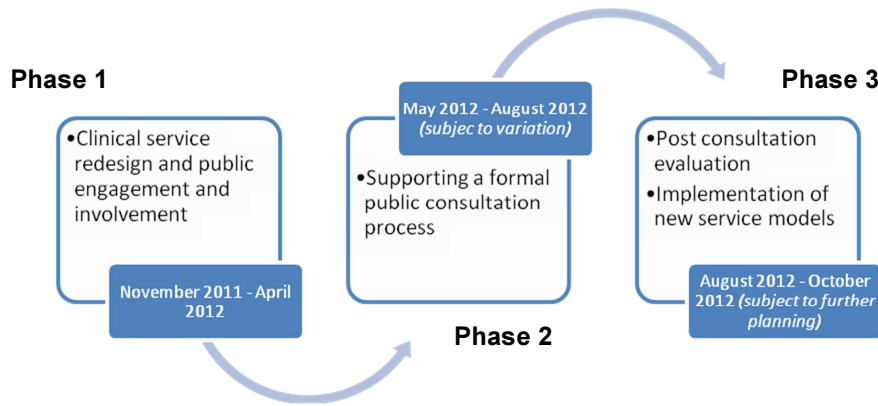 Phase 1
•Clinical service
redesign and public
engagement and
involvement
November 2011 - April
2012
May 2012 - August 2012
(subjec to variation)
•Supporting a formal
public consultation
process
Phase 2
Phase 3
•Post consultation
evaluation
•Implementation of
new service models
August 2012 - October
2012 (subject to further
planning)